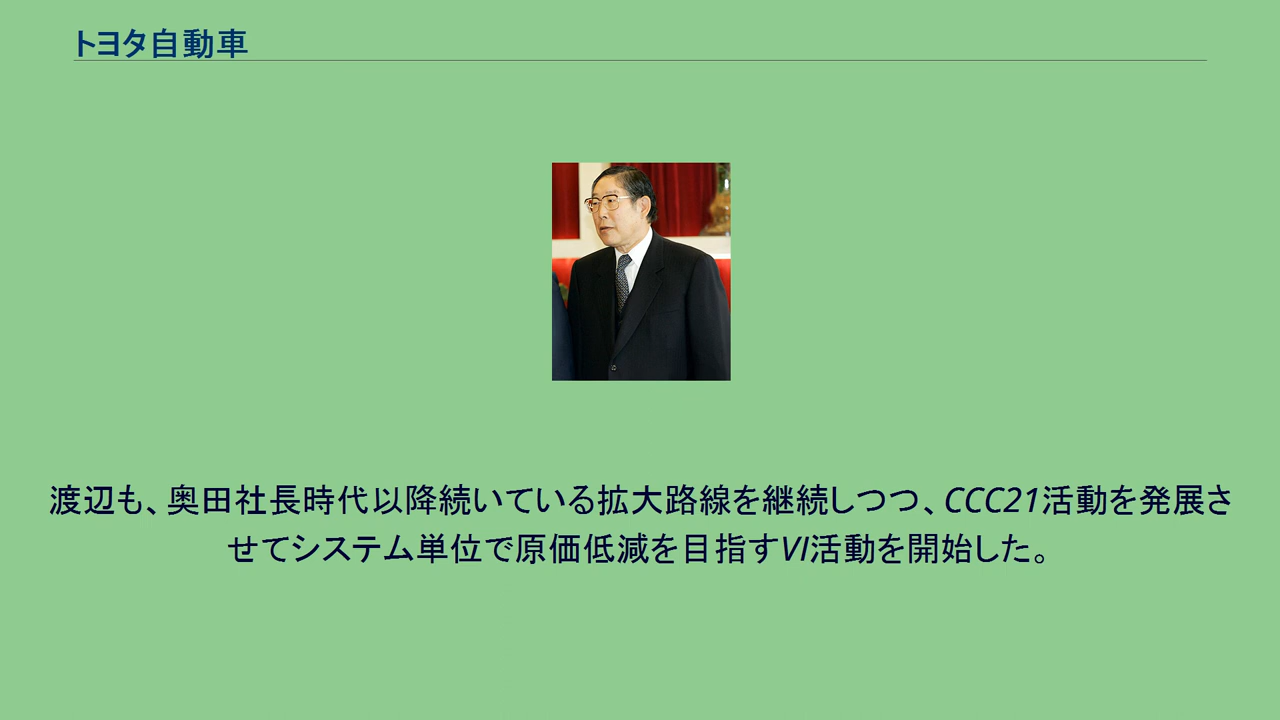 トヨタ自動車
渡辺も、奥田社長時代以降続いている拡大路線を継続しつつ、CCC21活動を発展さ
せてシステム単位で原価低減を目指すVI活動を開始した。